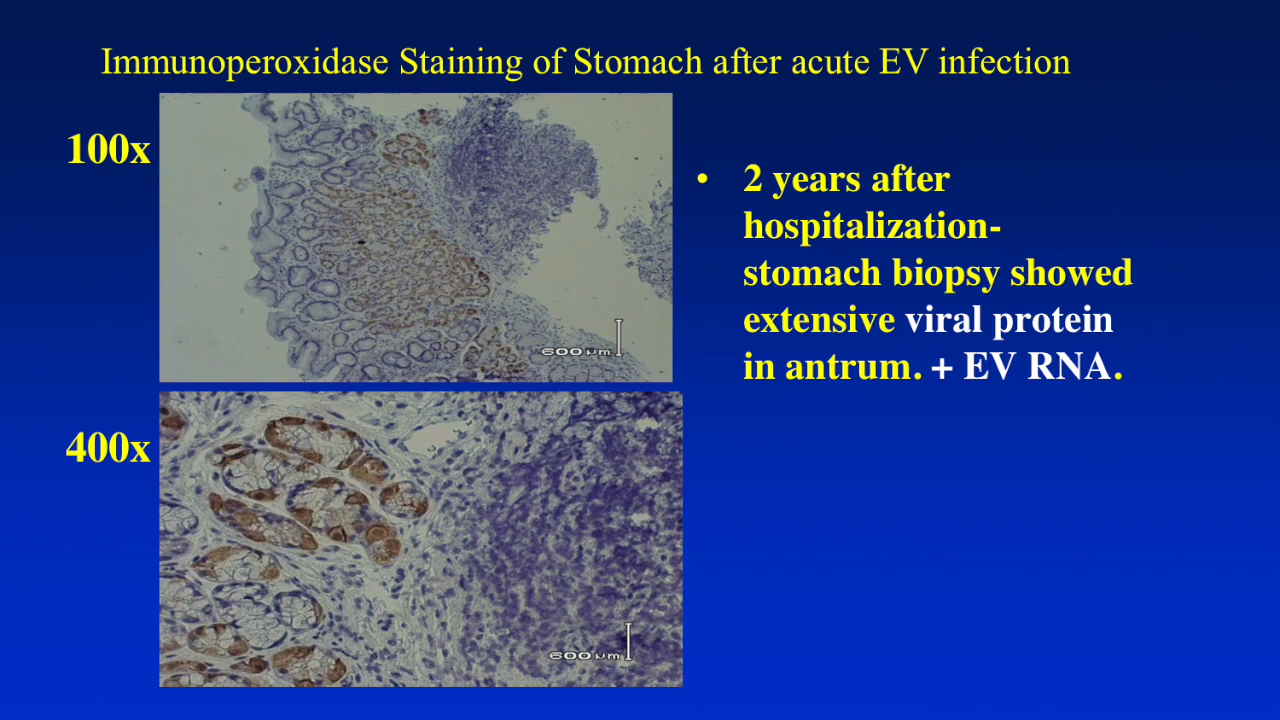 Immunoperoxidase Staining of Stomach after acute EV infection
100x
600 µm
400x
600 µm
• 2 years after
hospitalization-
stomach biopsy showed
extensive viral protein
in antrum. + EV RNA.